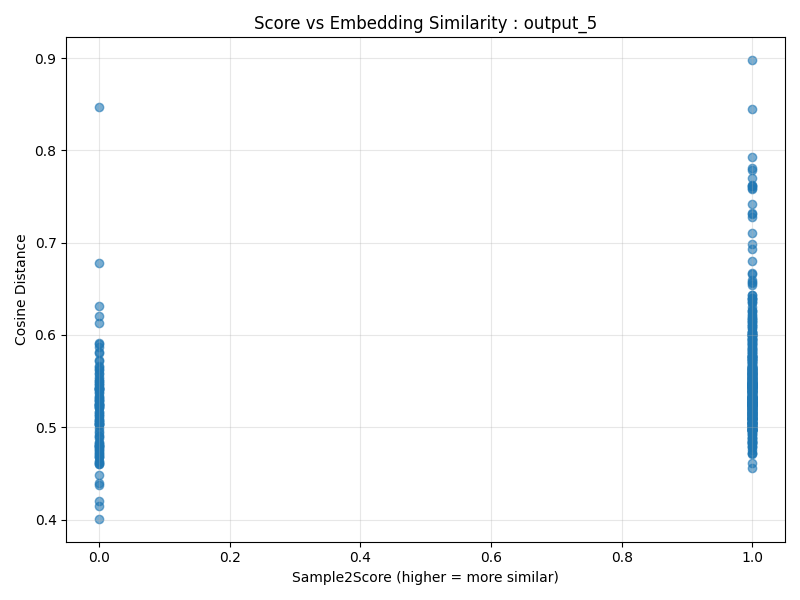 Score vs Embedding Similarity : output_5
Cosine Distance
0.9
0.8
0.7
0.6
0.5
0.4
0.0 0.2 0.4 0.6 0.8 1.0
Sample2Score (higher = more similar)